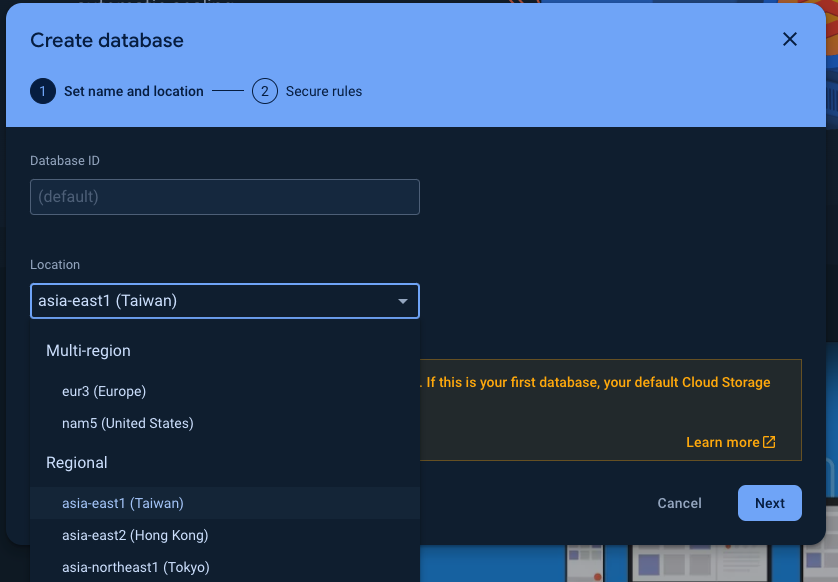 Create database
1 Set name and location
2 Secure rules
Database ID
(default)
Location
asia-east1 (Taiwan)
Multi-region
eur3 (Europe)
nam5 (United States)
Regional
asia-east1 (Taiwan)
asia-east2 (Hong Kong)
asia-northeast1 (Tokyo)
. If this is your first database, your default Cloud Storage
Learn more
Cancel
Next